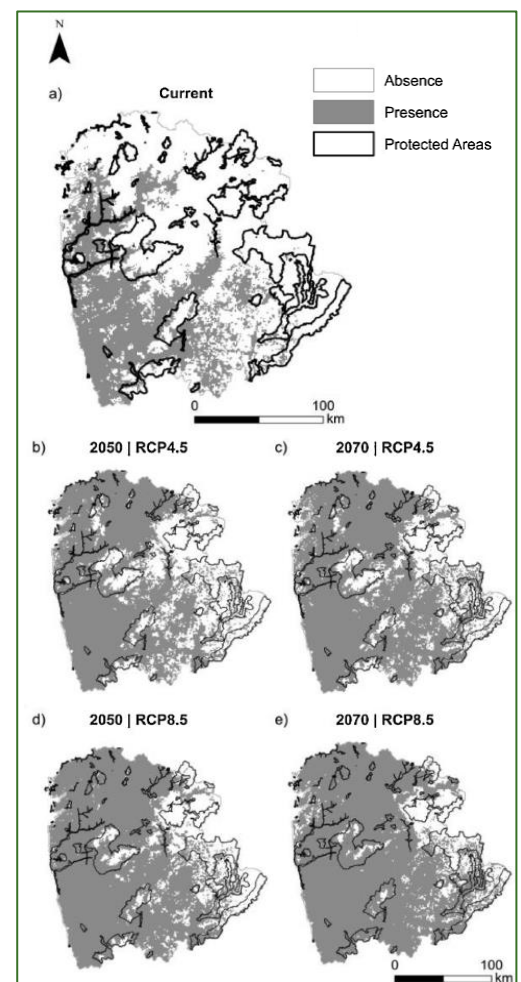 N
a)
Current
Absence
Presence
Protected Areas
0 100
km
b) 2050 | RCP4.5
c) 2070 | RCP4.5
d) 2050 | RCP8.5
e) 2070 | RCP8.5
0 100
km